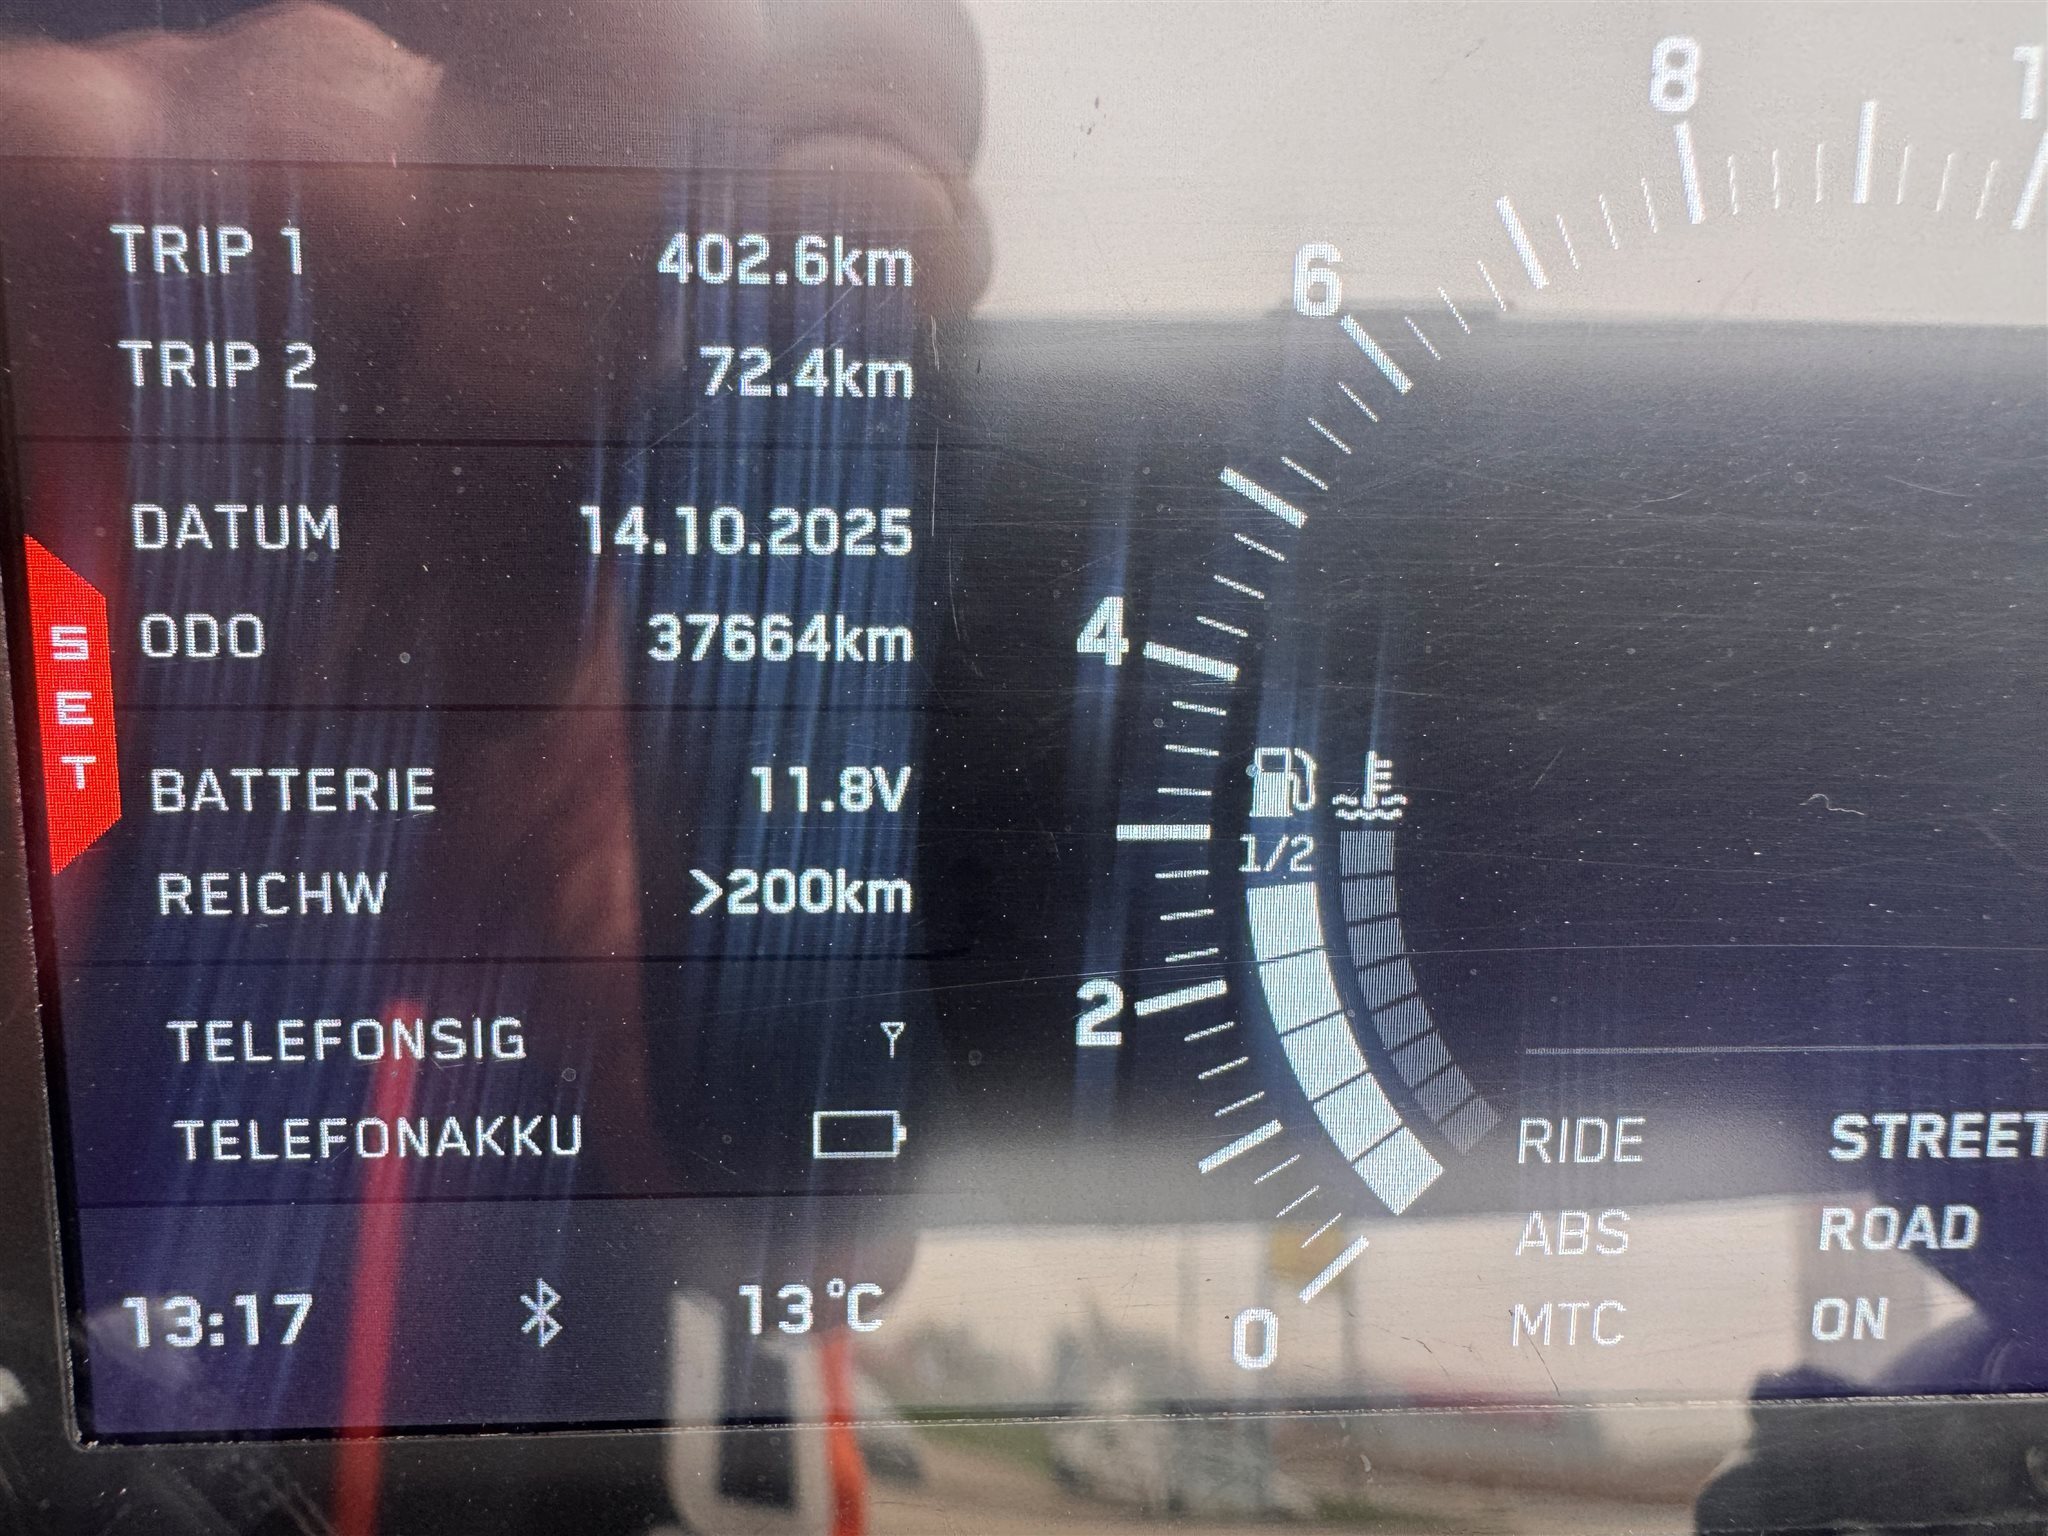 TRIP 1 402.6km
TRIP 2 72.4km
DATUM 14.10.2025
ODO 37664km
SET
BATTERIE 11.8V
REICHW >200km
TELEFONSIG
TELEFONAKKU
13:17 13°C
8
6
4
1/2
2
0
RIDE STREET
ABS ROAD
MTC ON